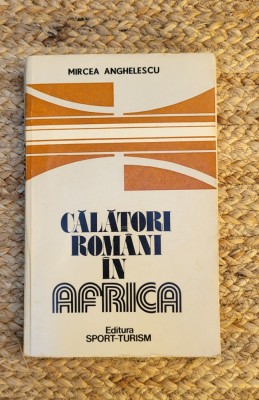 MIRCEA ANGHELESCU
CĂLĂTORI
ROMÂNI
ÎN
AFRICA
Editura
SPORT-TURISM